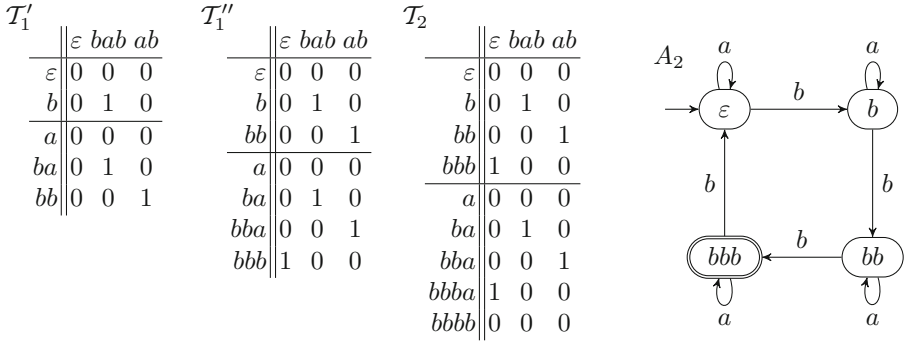 T₁′
ε bab ab
ε 0 0 0
b 0 1 0
a 0 0 0
ba 0 1 0
bb 0 0 1
T₁″
ε bab ab
ε 0 0 0
b 0 1 0
bb 0 0 1
a 0 0 0
ba 0 1 0
bba 0 0 1
bbb 1 0 0
T₂
ε bab ab
ε 0 0 0
b 0 1 0
bb 0 0 1
bbb 1 0 0
a 0 0 0
ba 0 1 0
bba 0 0 1
bbba 1 0 0
bbbb 0 0 0
A₂
a a
ε b b
b b
bbb b bb
a a